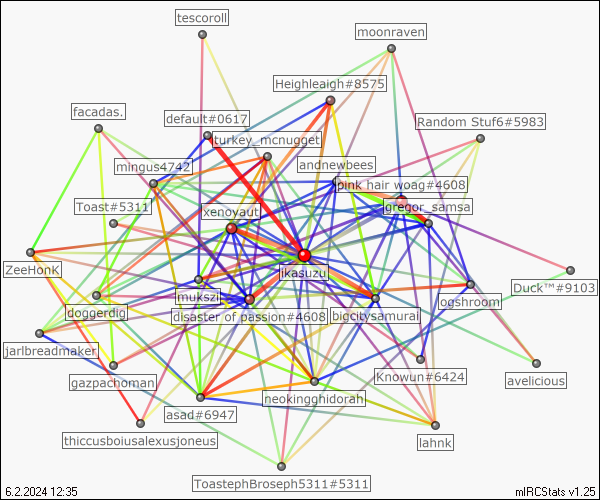 tescoroll
moonraven
Heighleaigh#8575
facadas.
default#0617
Random Stuf6#5983
turkey_mcnugget
mingus4742
andnewbees
pink hair woag#4608
Toast#5311
xenoyaut
gregor_samsa
ZeeHonk
jikasuzu
Duck™#9103
mukszi
ogshroom
doggerdig
disaster of passion#4608
bigcitysamurai
jarlbreadmaker
gazpachoman
Knowun#6424
avelicious
neokingghidorah
asad#6947
thiccusboiusalexusjoneus
lahnk
ToastephBroseph5311#5311
6.2.2024 12:35
mIRCStats v1.25